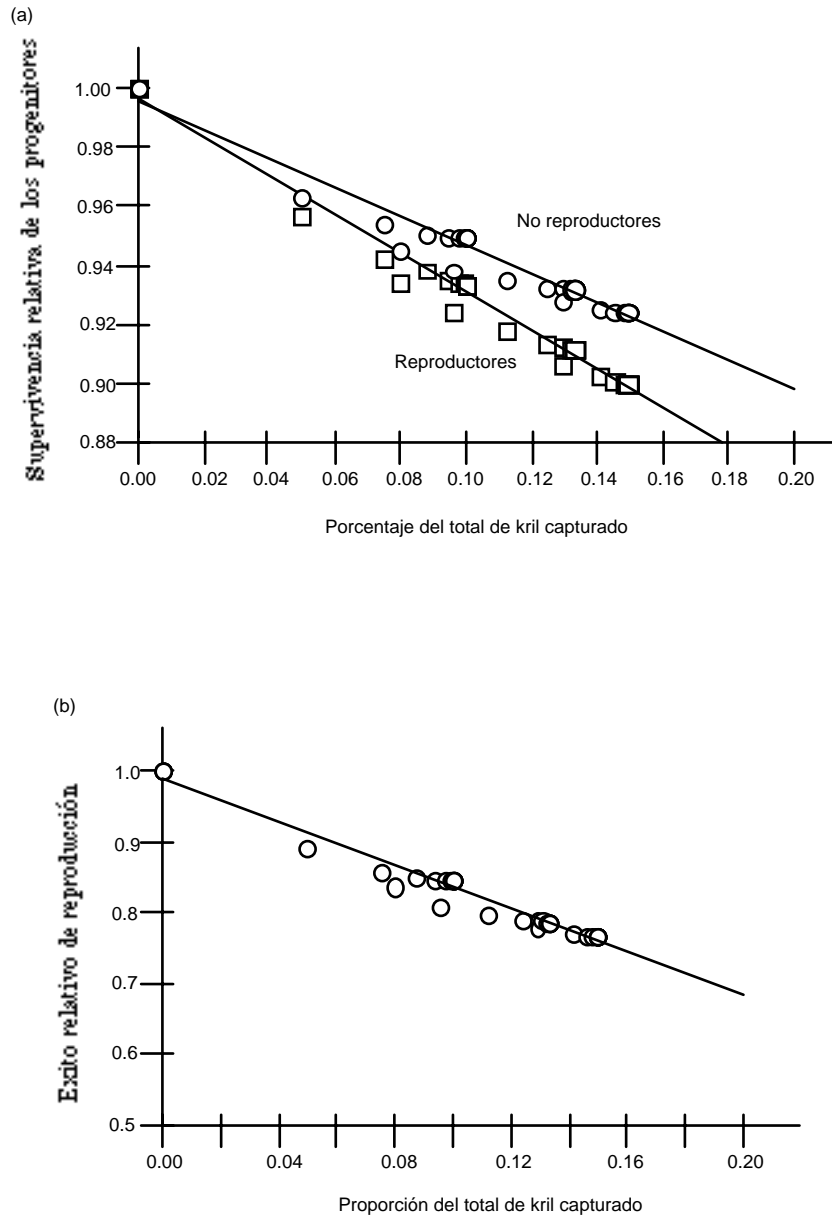 (a)
Supervivencia relativa de los progenitores
1.00
0.98
0.96
0.94
0.92
0.90
0.88
No reproductores
Reproductores
0.00 0.02 0.04 0.06 0.08 0.10 0.12 0.14 0.16 0.18 0.20
Porcentaje del total de kril capturado
(b)
Exito relativo de reproducción
1.0
0.9
0.8
0.7
0.6
0.5
0.00 0.04 0.08 0.12 0.16 0.20
Proporción del total de kril capturado